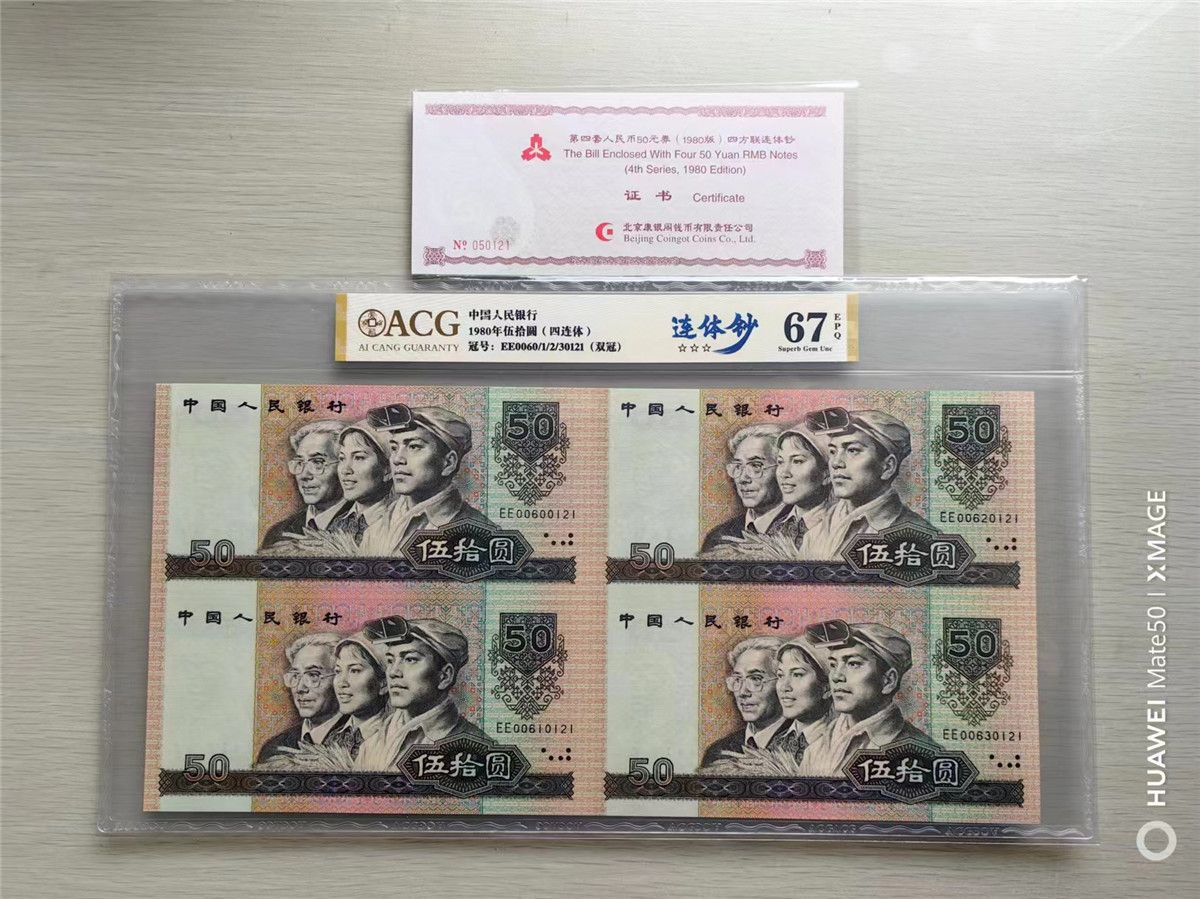 第四套人民币50元券（1980版）四方联连体钞
The Bill Enclosed With Four 50 Yuan RMB Notes
(4th Series, 1980 Edition)
证 书 Certificate
北京康银阁钱币有限责任公司
Beijing Coingot Coins Co., Ltd.
Nº 050121
ACG
AI CANG GUARANTY
中国人民银行
1980年伍拾圆（四连体）
冠号：EE0060/1/2/30121（双冠）
连体钞
☆☆☆
67 EPQ
Superb Gem Unc
中国人民银行
50
EE00600121
50
伍拾圆
中国人民银行
50
EE00620121
50
伍拾圆
中国人民银行
50
EE00610121
50
伍拾圆
中国人民银行
50
EE00630121
50
伍拾圆
HUAWEI Mate50 | XMAGE